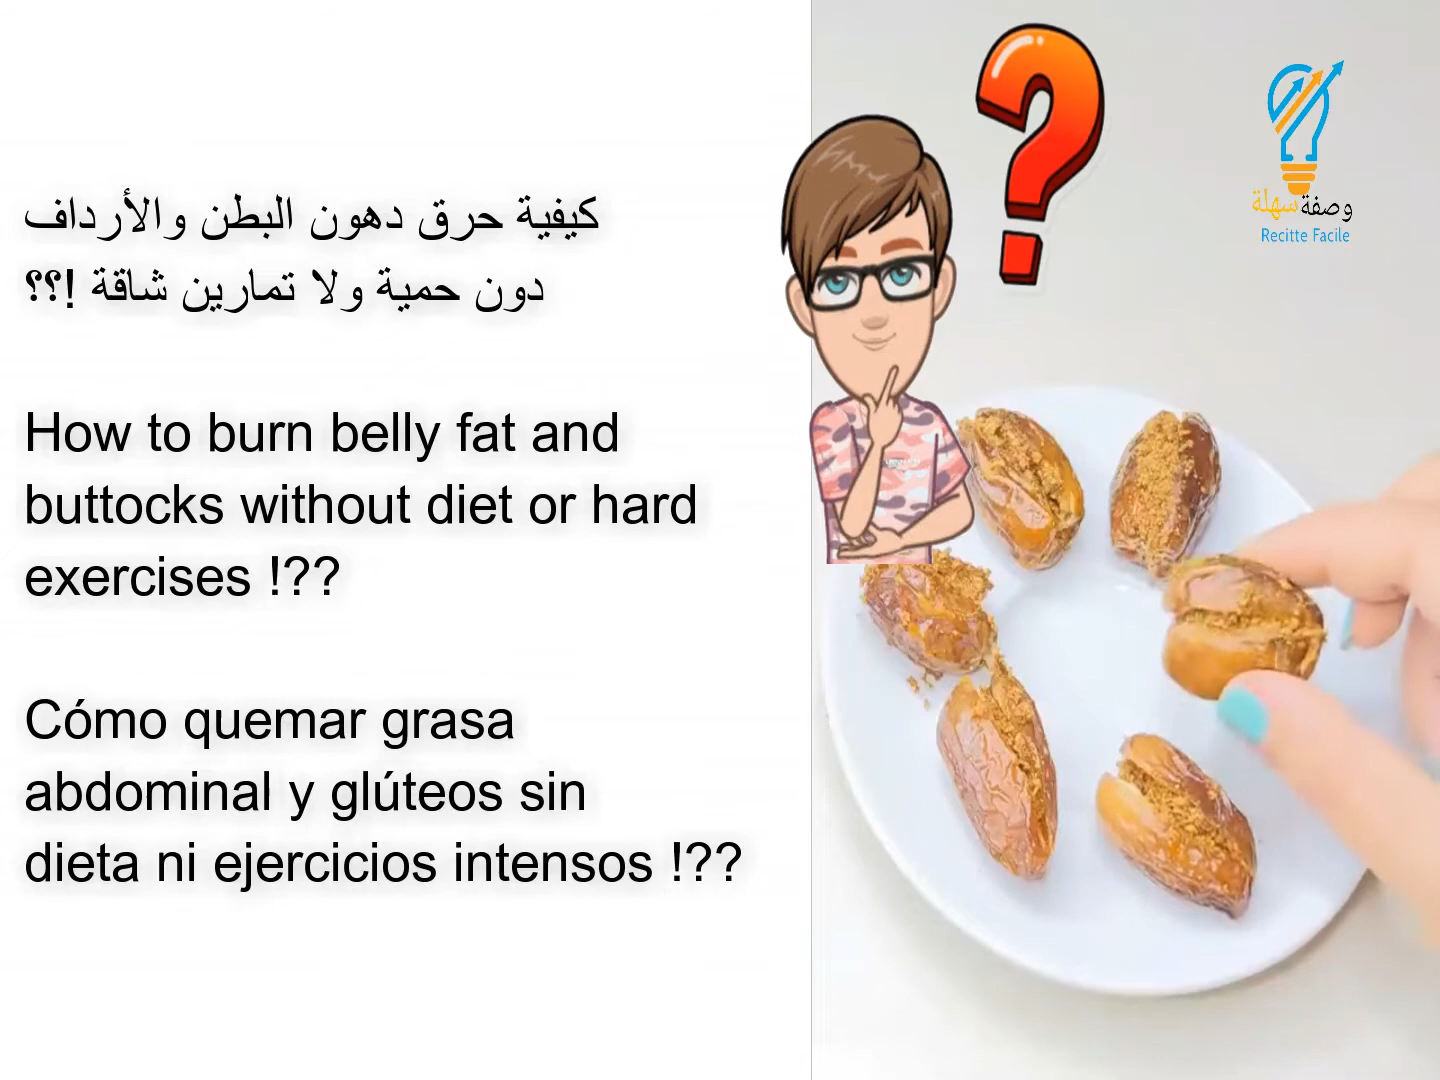 كيفية حرق دهون البطن والأرداف
دون حمية ولا تمارين شاقة !؟؟
How to burn belly fat and
buttocks without diet or hard
exercises !??
Cómo quemar grasa
abdominal y glúteos sin
dieta ni ejercicios intensos !??
وصفة سهلة
Recitte Facile